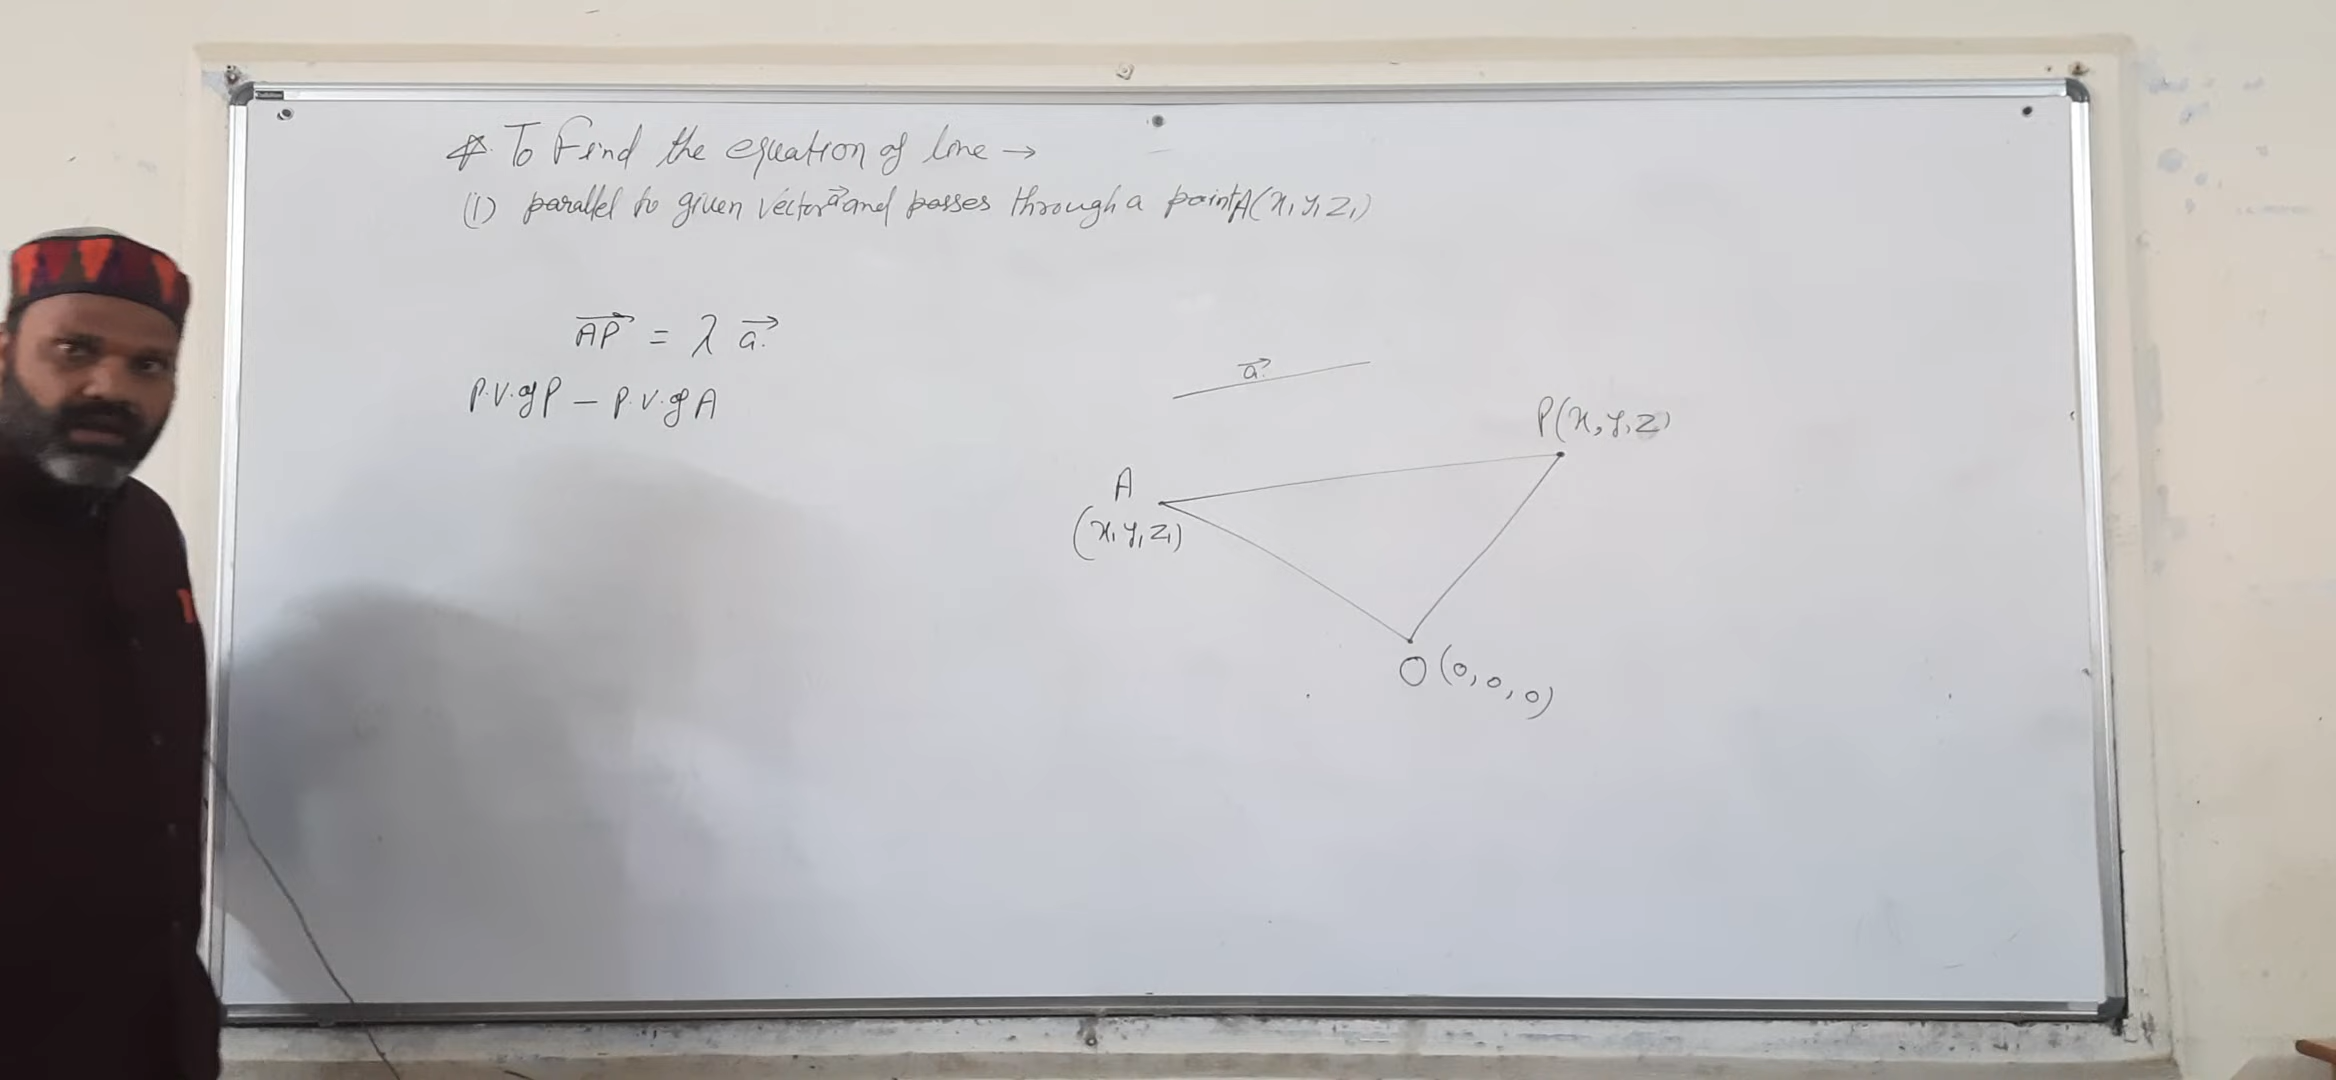 * To Find the equation of line →
(i) parallel to given vector a⃗ and passes through a point A(x₁ y₁ z₁)
A⃗P⃗ = λ a⃗.
P.V. of P – P.V. of A
a⃗.
P(x, y, z)
A
(x₁ y₁ z₁)
O (0, 0, 0)